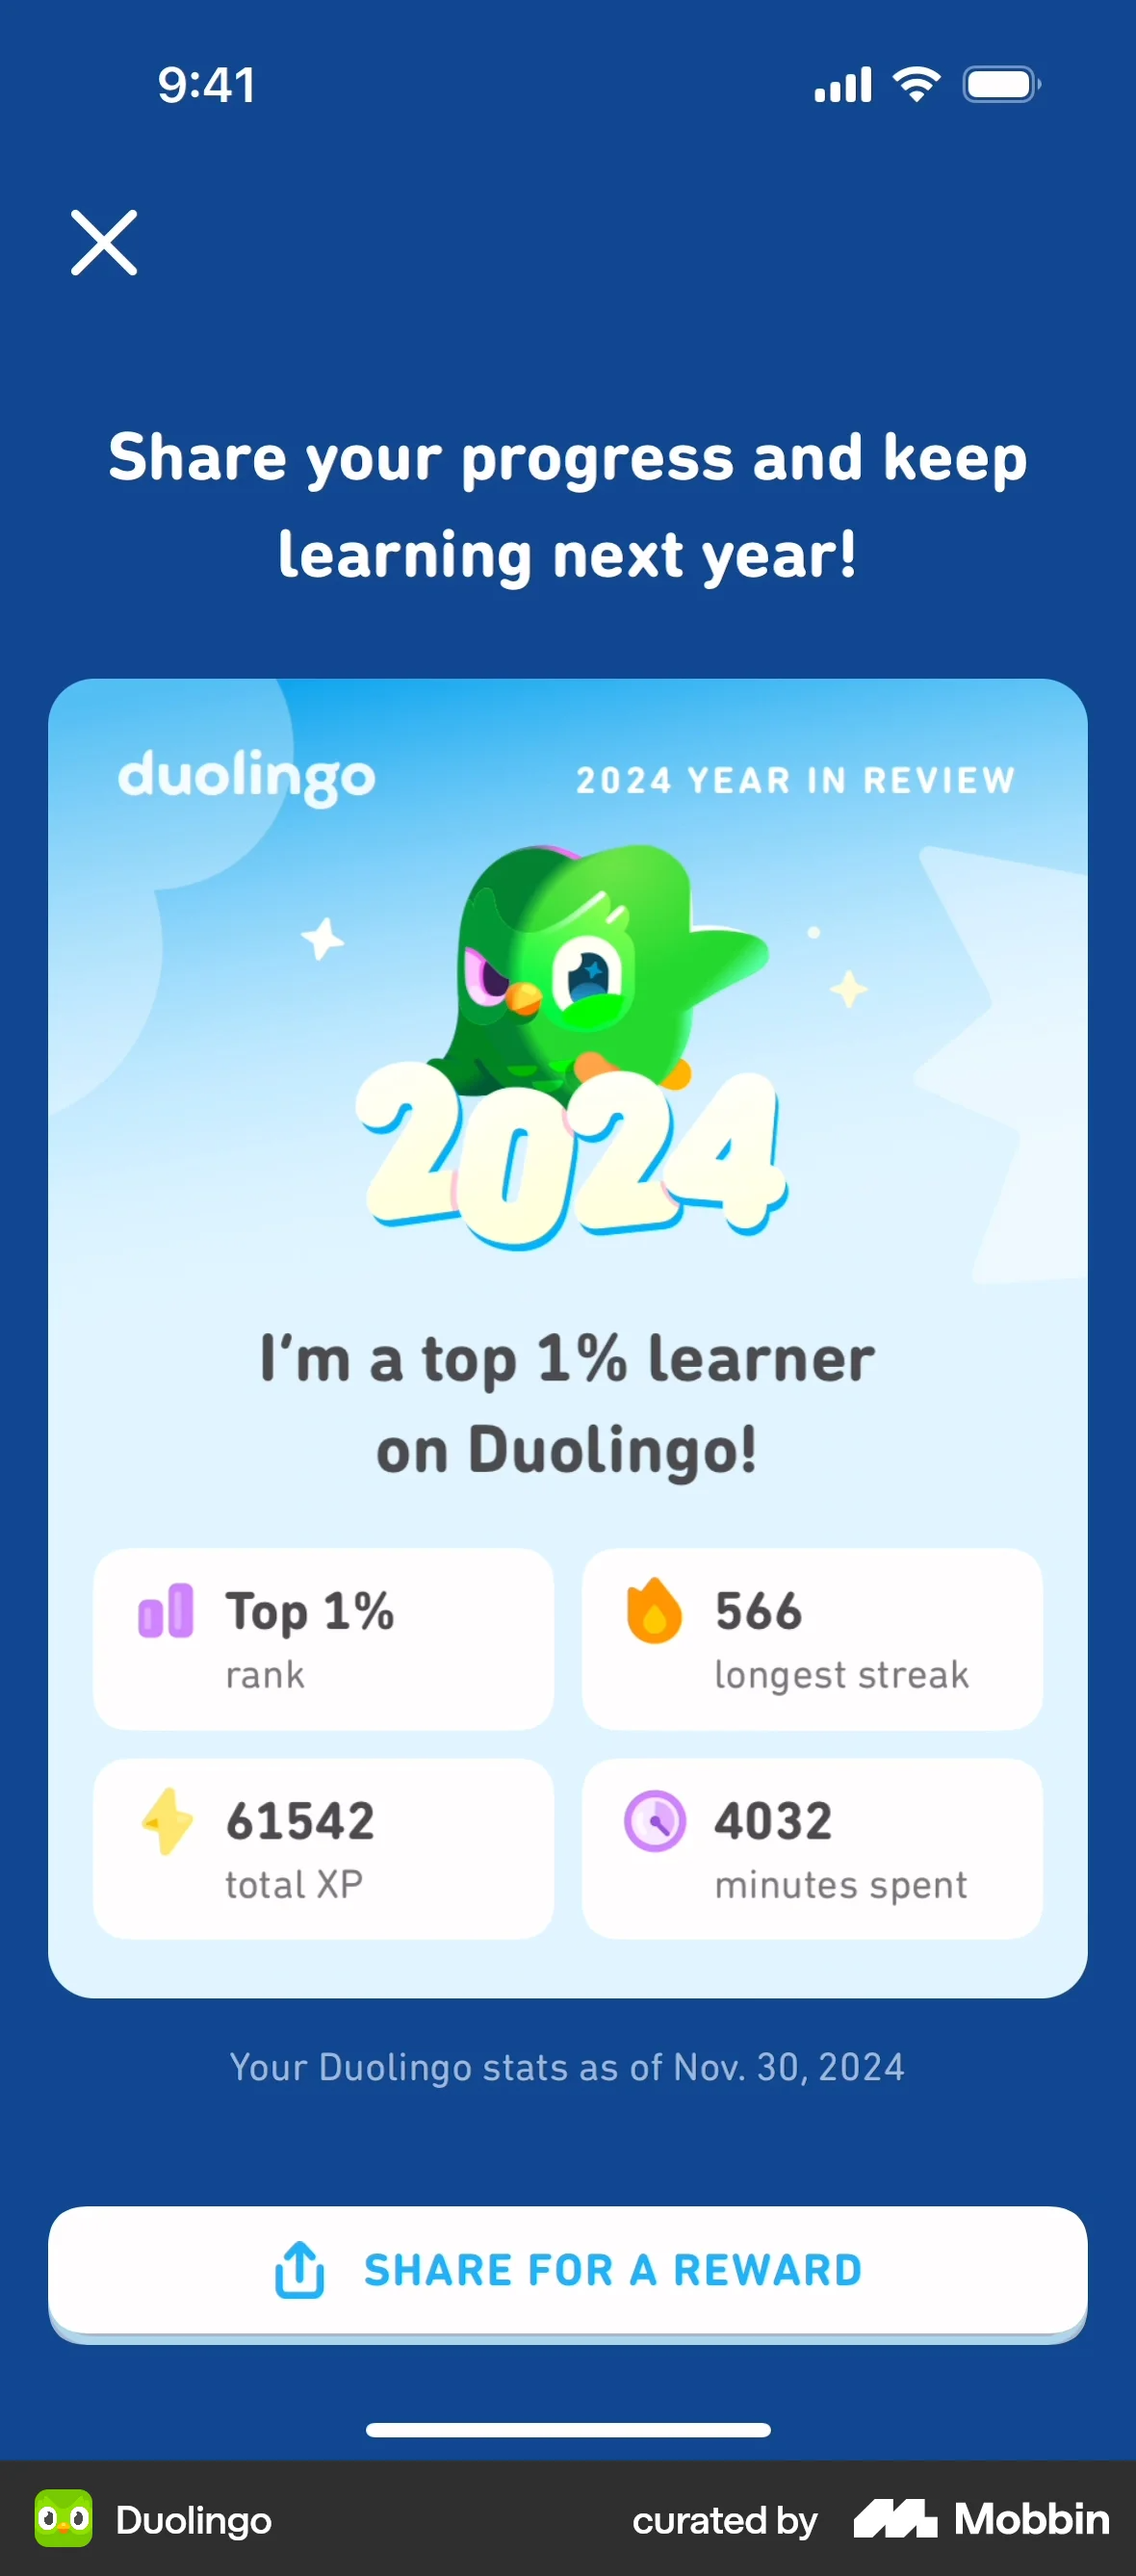 9:41
Share your progress and keep
learning next year!
duolingo
2024 YEAR IN REVIEW
2024
I'm a top 1% learner
on Duolingo!
Top 1%
rank
566
longest streak
61542
total XP
4032
minutes spent
Your Duolingo stats as of Nov. 30, 2024
SHARE FOR A REWARD
Duolingo
curated by
Mobbin